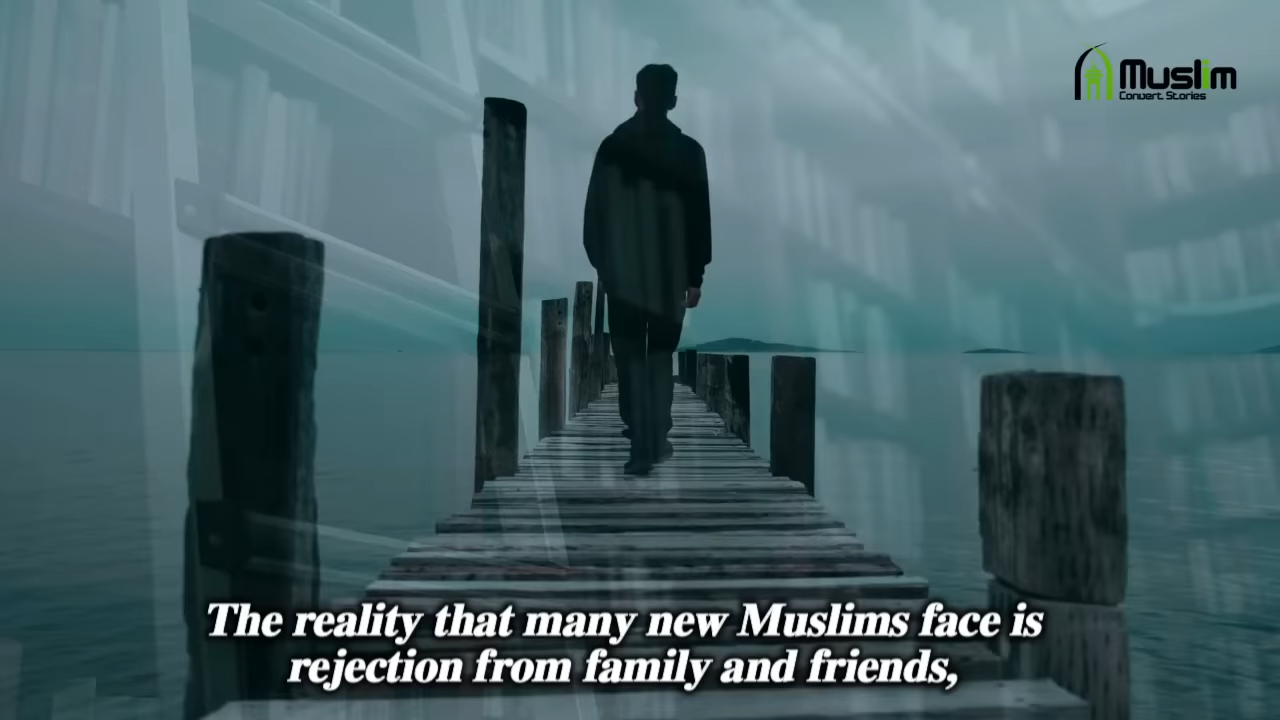 Muslim
Convert Stories
The reality that many new Muslims face is
rejection from family and friends,